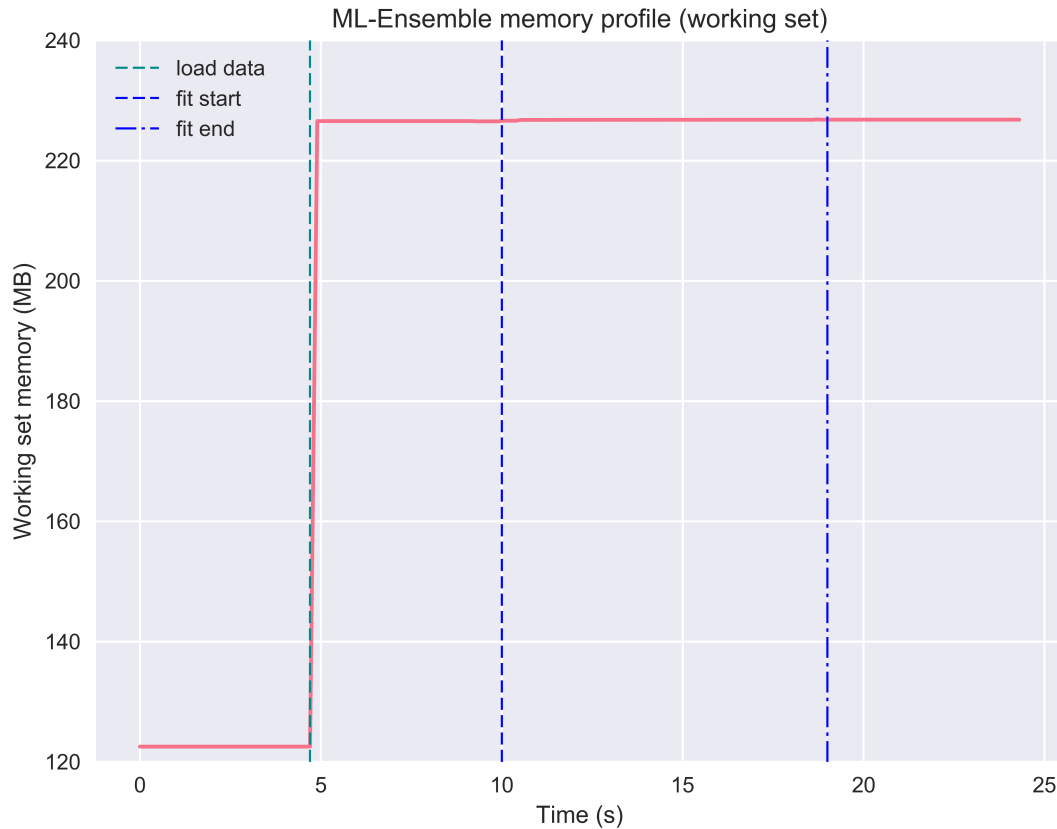 ML-Ensemble memory profile (working set)
240
220
200
180
160
140
120
Working set memory (MB)
load data
fit start
fit end
0 5 10 15 20 25
Time (s)